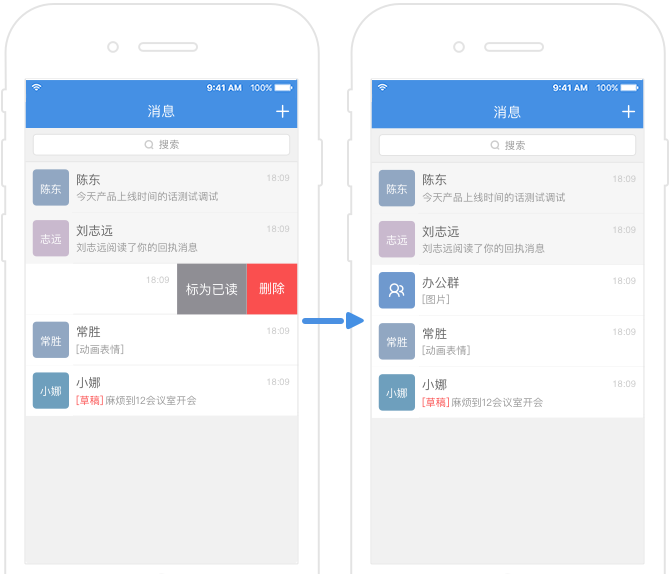 9:41 AM 100%
消息
搜索
陈东 18:09
陈东
今天产品上线时间的话测试调试
刘志远 18:09
志远
刘志远阅读了你的回执消息
18:09 标为已读 删除
常胜 18:09
常胜
[动画表情]
小娜 18:09
小娜
[草稿] 麻烦到12会议室开会
9:41 AM 100%
消息
搜索
陈东 18:09
陈东
今天产品上线时间的话测试调试
刘志远 18:09
志远
刘志远阅读了你的回执消息
办公群 18:09
[图片]
常胜 18:09
常胜
[动画表情]
小娜 18:09
小娜
[草稿] 麻烦到12会议室开会